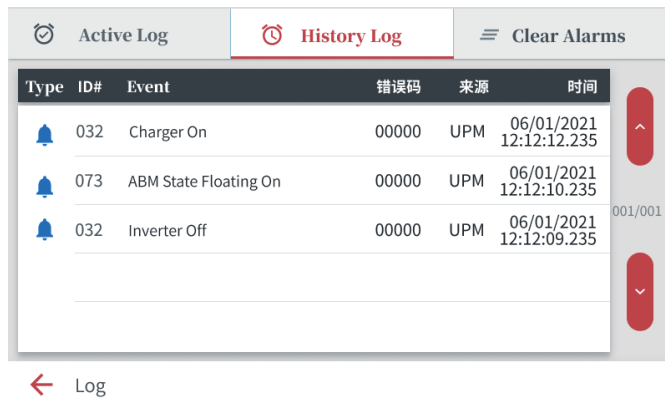 Active Log History Log Clear Alarms
Type ID# Event 错误码 来源 时间
032 Charger On 00000 UPM 06/01/2021
12:12:12.235
073 ABM State Floating On 00000 UPM 06/01/2021
12:12:10.235
001/001
032 Inverter Off 00000 UPM 06/01/2021
12:12:09.235
Log